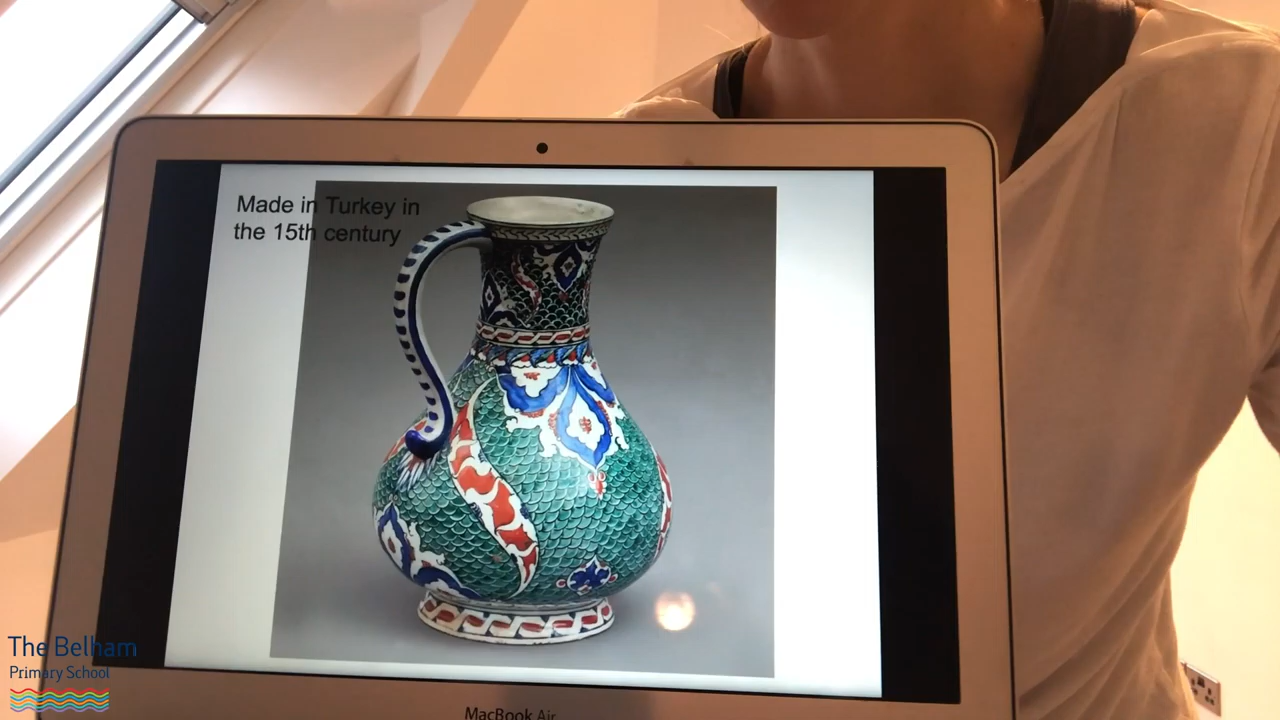 Made in Turkey in
the 15th century
The Belham
Primary School
MacBook Air